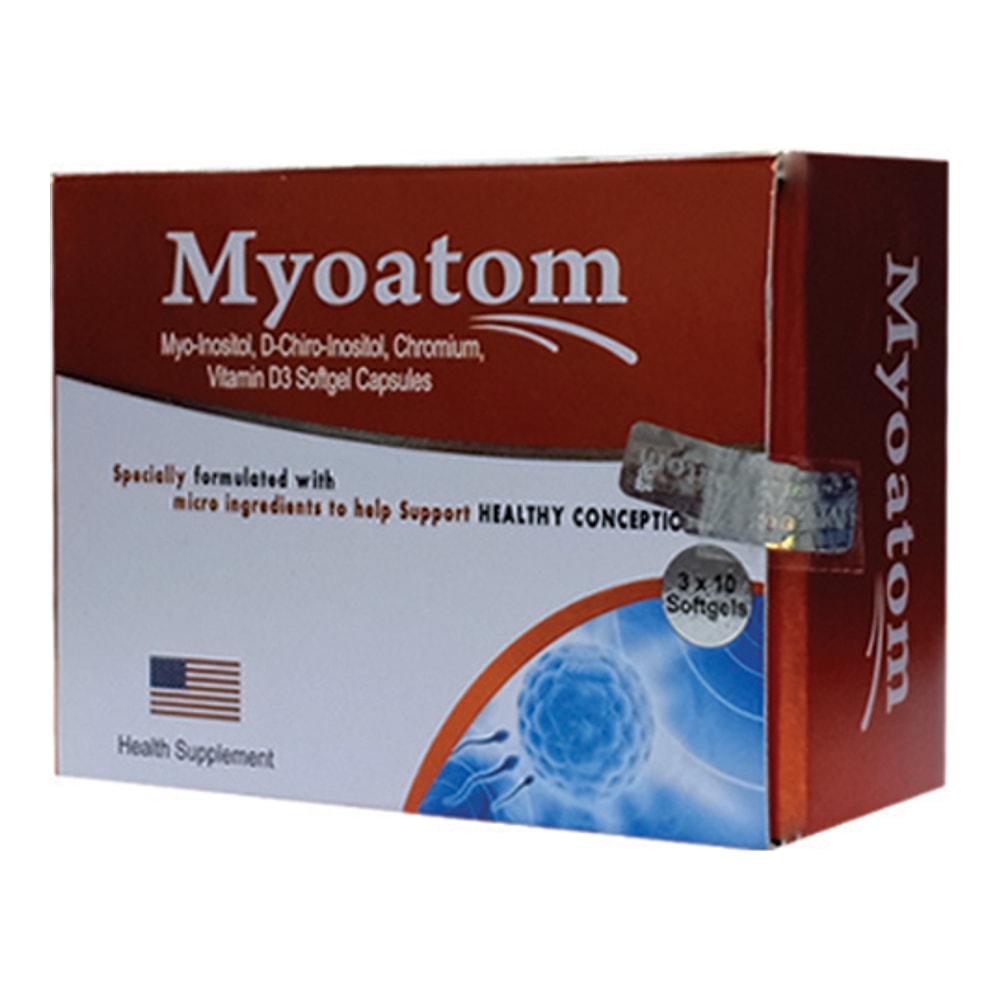 Myoatom
Myo-Inositol, D-Chiro-Inositol, Chromium,
Vitamin D3 Softgel Capsules
Specially formulated with
micro ingredients to help Support HEALTHY CONCEPTIO
3 x 10
Softgels
Health Supplement
Myoatom